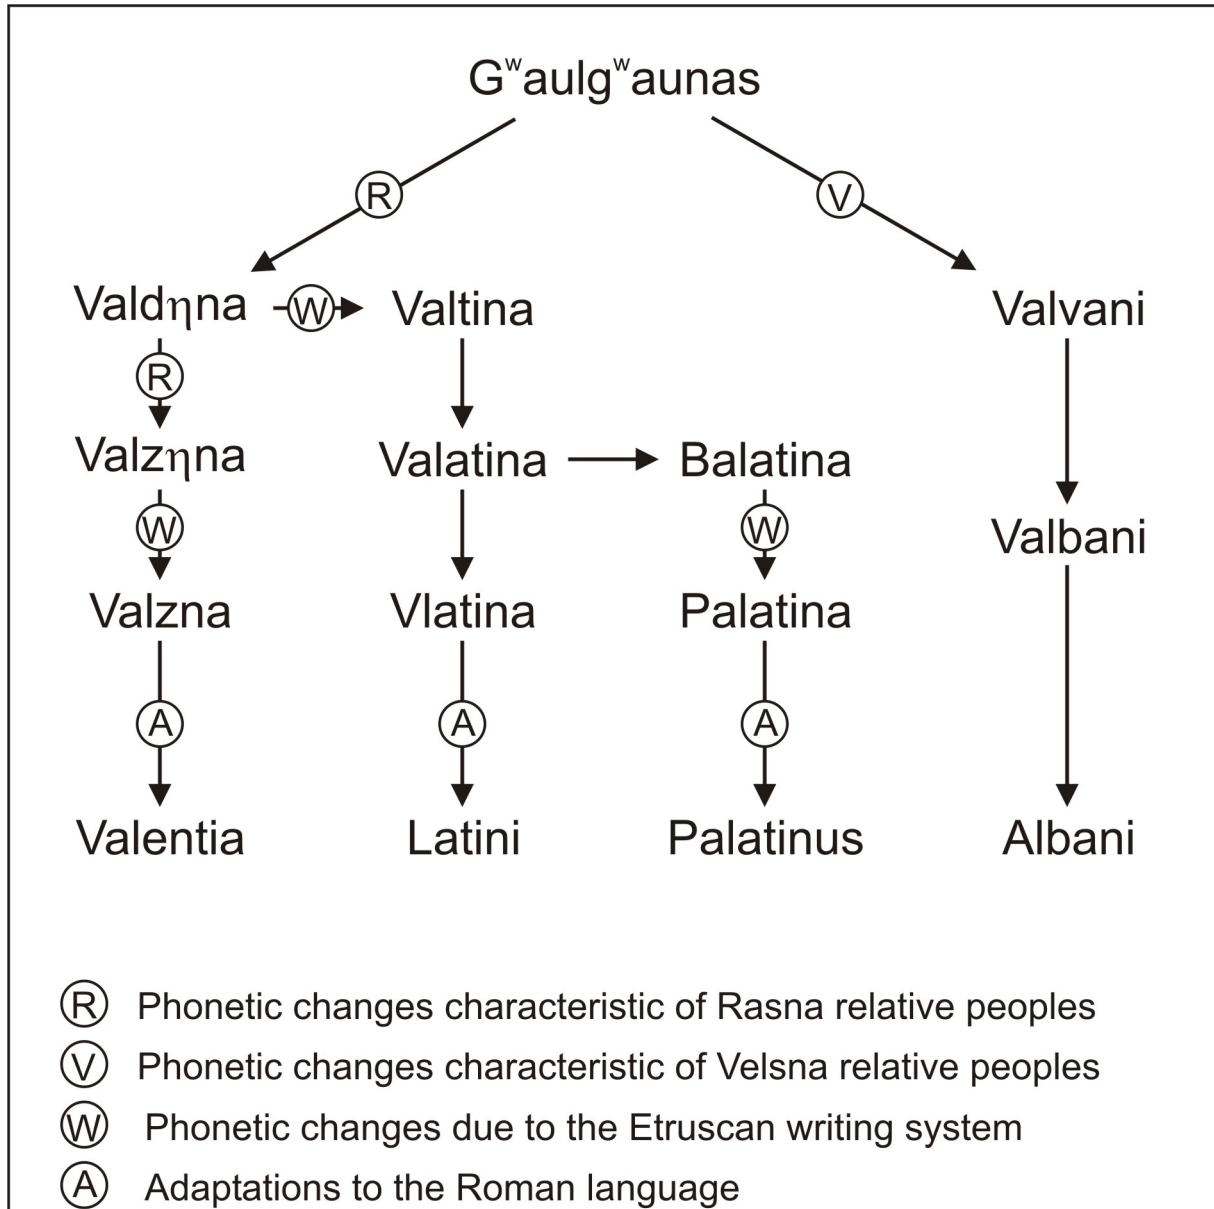 Gʷaulgʷaunas
R V
Valdηna W Valtina Valvani
R
Valzηna Valatina Balatina
W W Valbani
Valzna Vlatina Palatina
A A A
Valentia Latini Palatinus Albani
R Phonetic changes characteristic of Rasna relative peoples
V Phonetic changes characteristic of Velsna relative peoples
W Phonetic changes due to the Etruscan writing system
A Adaptations to the Roman language